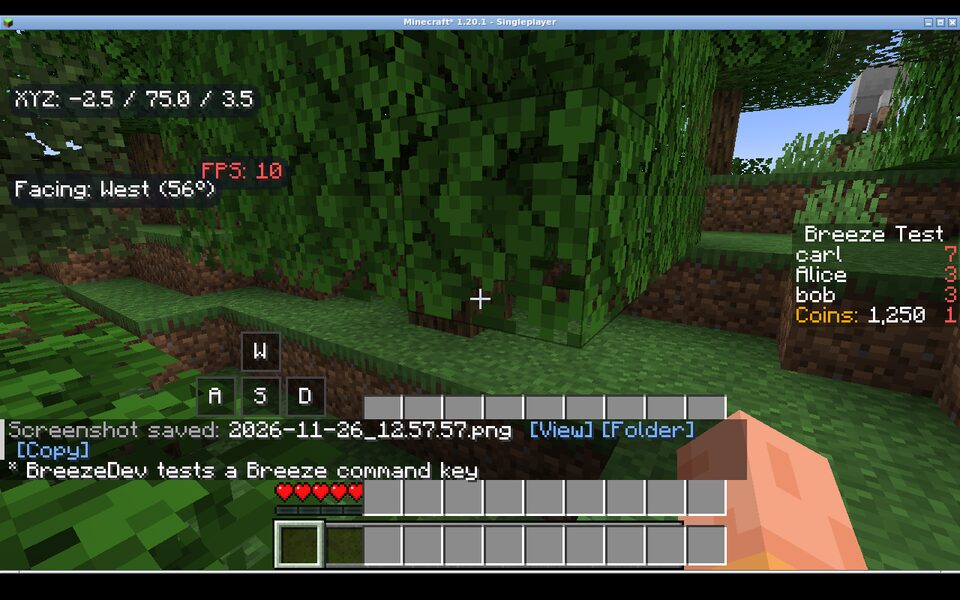 Minecraft* 1.20.1 - Singleplayer
XYZ: -2.5 / 75.0 / 3.5
FPS: 10
Facing: West (56°)
Breeze Test
carl 7
Alice 3
bob 3
Coins: 1,250 1
W
A S D
Screenshot saved: 2026-11-26_12.57.57.png [View] [Folder]
[Copy]
* BreezeDev tests a Breeze command key